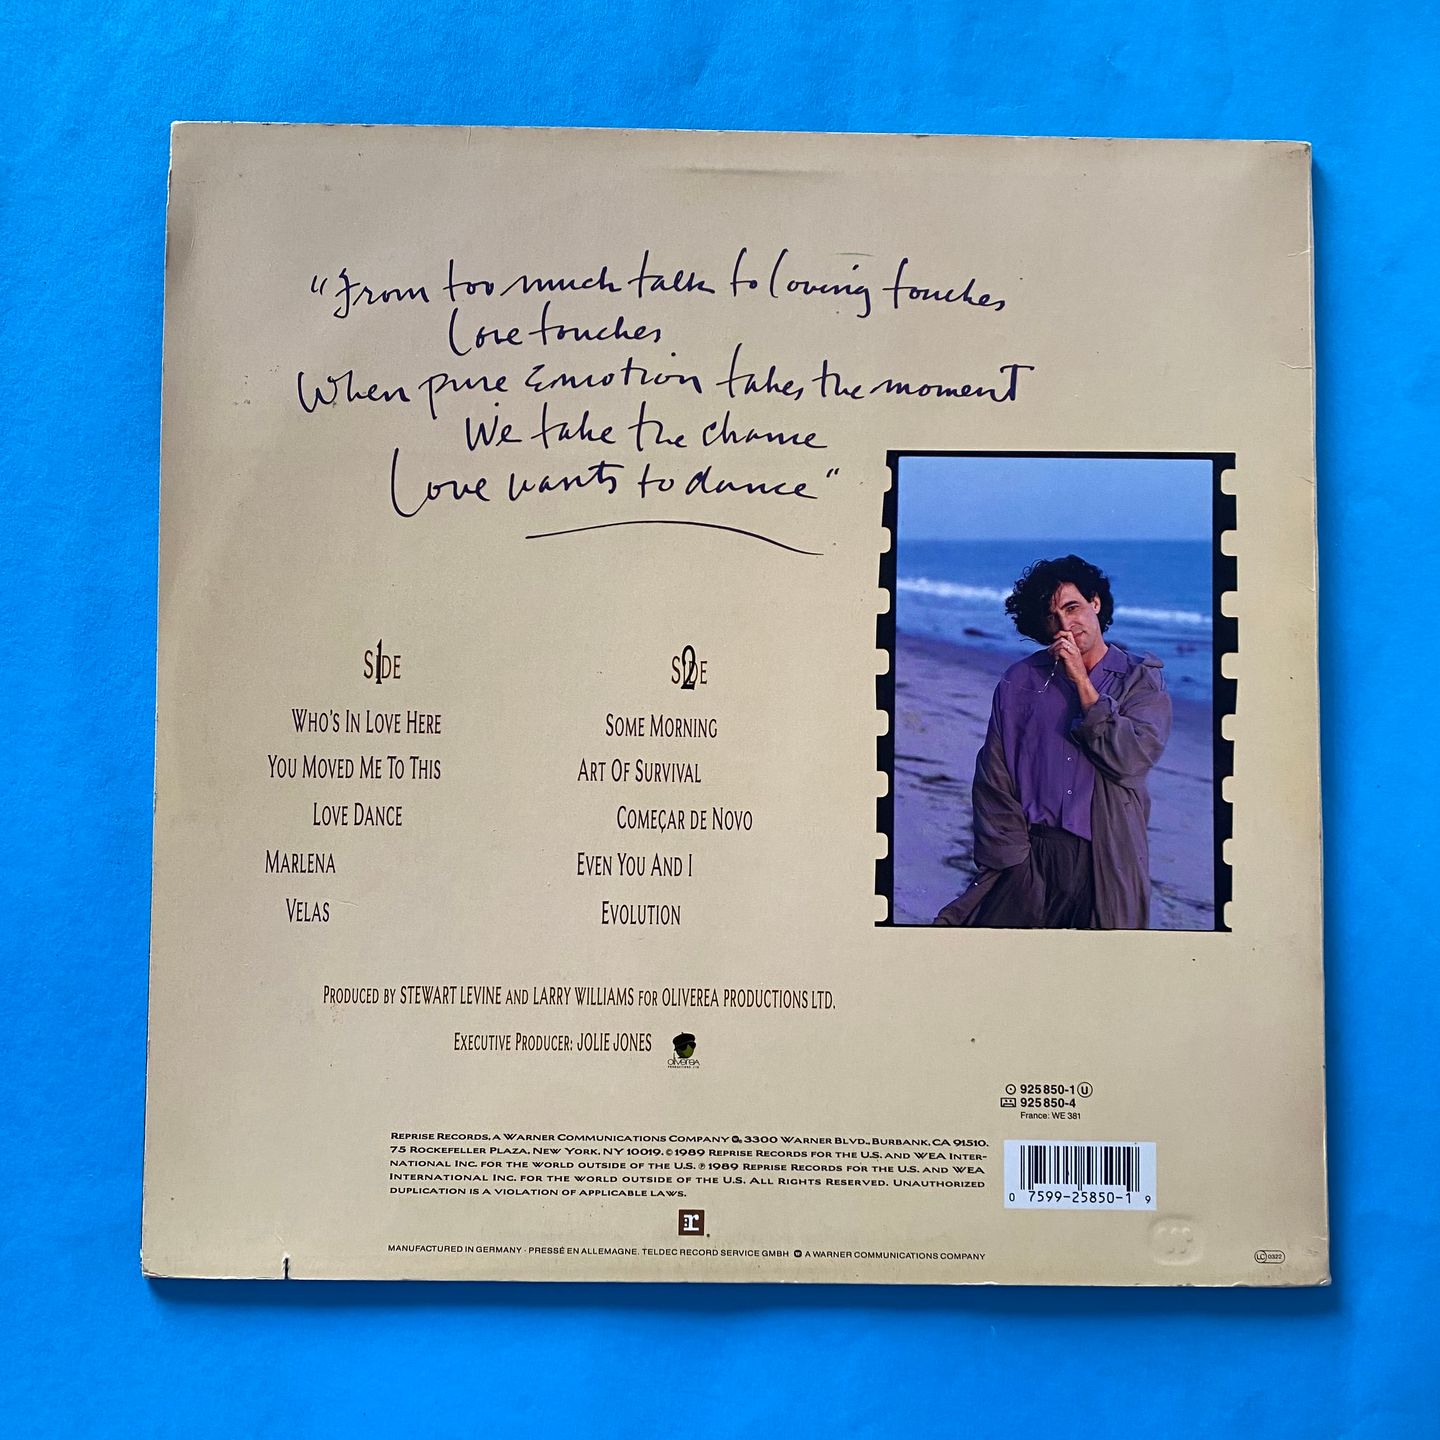 "From too much talk to loving touches
Love touches
When pure Emotion takes the moment
We take the chance
Love wants to dance"
SIDE 1
WHO'S IN LOVE HERE
YOU MOVED ME TO THIS
LOVE DANCE
MARLENA
VELAS
SIDE 2
SOME MORNING
ART OF SURVIVAL
COMEÇAR DE NOVO
EVEN YOU AND I
EVOLUTION
PRODUCED BY STEWART LEVINE AND LARRY WILLIAMS FOR OLIVEREA PRODUCTIONS LTD.
EXECUTIVE PRODUCER: JOLIE JONES
OLIVEREA
PRODUCTIONS LTD.
925 850-1 U
925 850-4
France: WE 381
REPRISE RECORDS, A WARNER COMMUNICATIONS COMPANY, 3300 WARNER BLVD., BURBANK, CA 91510.
75 ROCKEFELLER PLAZA, NEW YORK, NY 10019. © 1989 REPRISE RECORDS FOR THE U.S. AND WEA INTER-
NATIONAL INC. FOR THE WORLD OUTSIDE OF THE U.S. ℗ 1989 REPRISE RECORDS FOR THE U.S. AND WEA
INTERNATIONAL INC. FOR THE WORLD OUTSIDE OF THE U.S. ALL RIGHTS RESERVED. UNAUTHORIZED
DUPLICATION IS A VIOLATION OF APPLICABLE LAWS.
0 7599-25850-1 9
r
MANUFACTURED IN GERMANY · PRESSÉ EN ALLEMAGNE. TELDEC RECORD SERVICE GMBH A WARNER COMMUNICATIONS COMPANY
LC 0322